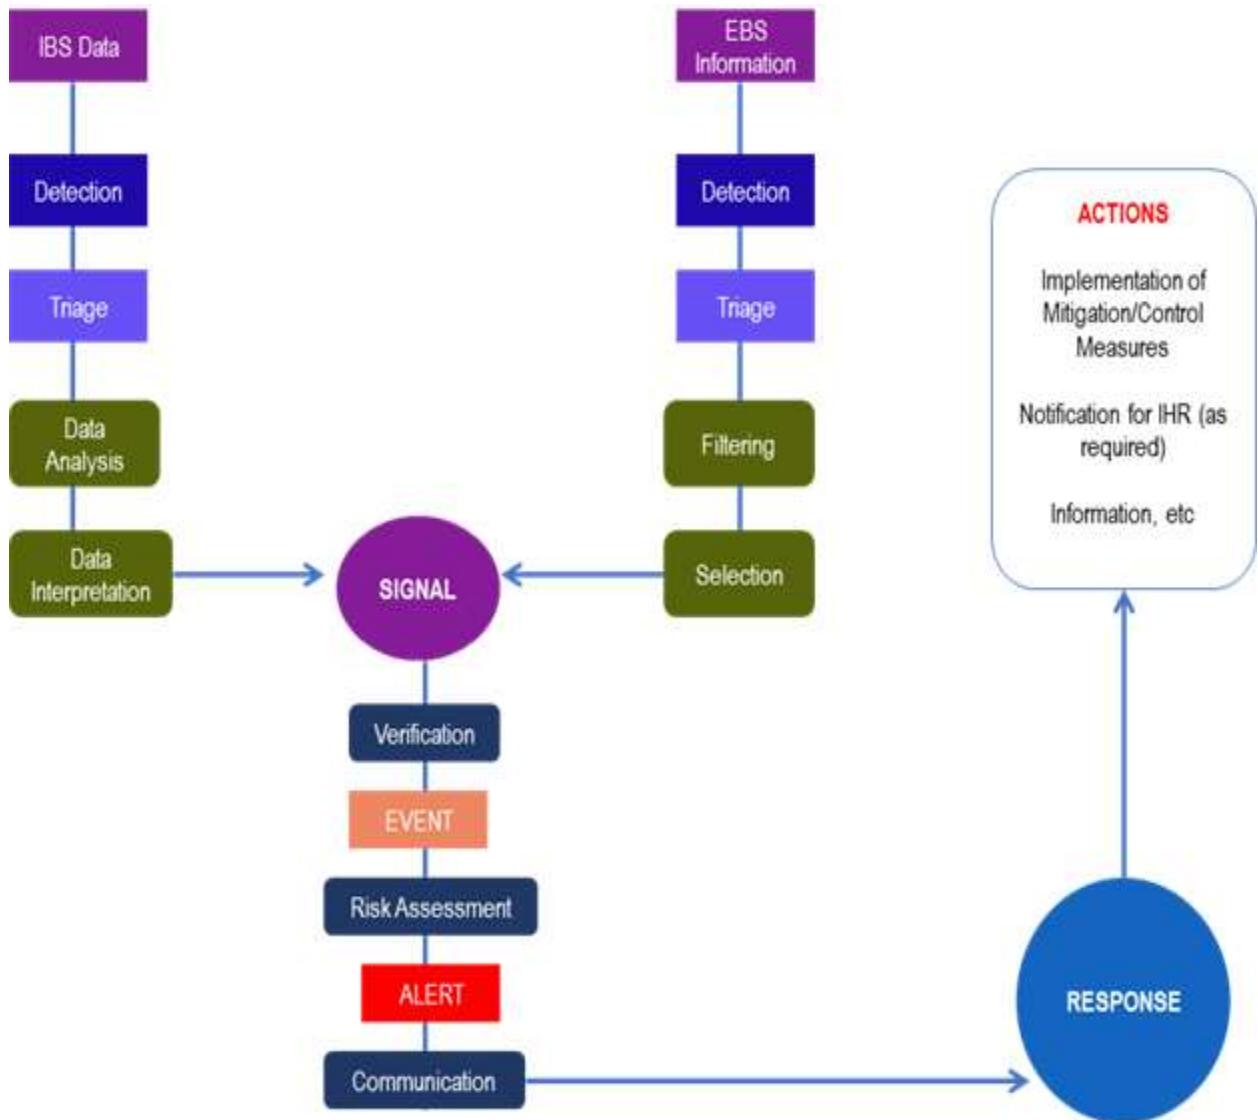 IBS Data
Detection
Triage
Data
Analysis
Data
Interpretation
EBS
Information
Detection
Triage
Filtering
Selection
SIGNAL
Verification
EVENT
Risk Assessment
ALERT
Communication
RESPONSE
ACTIONS
Implementation of
Mitigation/Control
Measures
Notification for IHR (as
required)
Information, etc